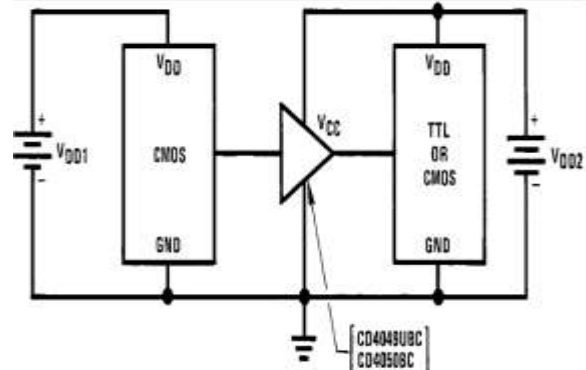 VDD
VDD
VCC
+
+
VDD1
CMOS
TTL
OR
CMOS
VDD2
-
-
GND
GND
CD4049UBC
CD4050BC